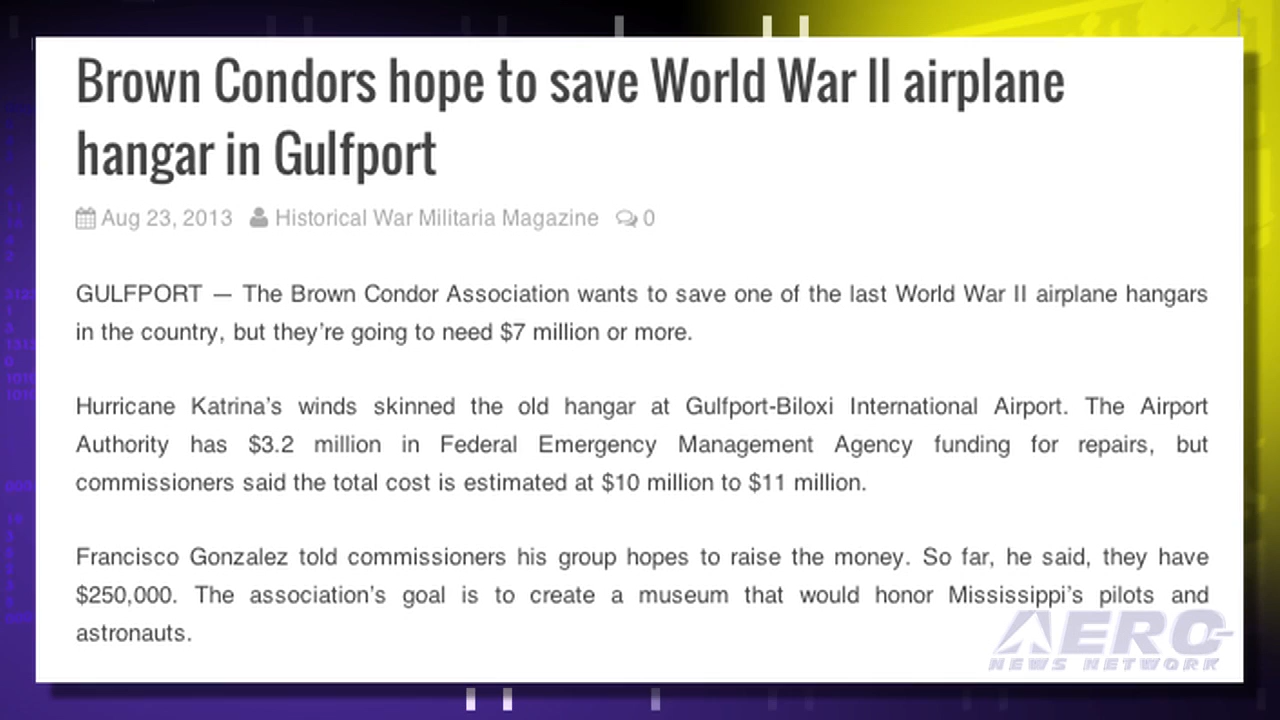 Brown Condors hope to save World War II airplane
hangar in Gulfport
Aug 23, 2013 Historical War Militaria Magazine 0
GULFPORT — The Brown Condor Association wants to save one of the last World War II airplane hangars
in the country, but they’re going to need $7 million or more.
Hurricane Katrina’s winds skinned the old hangar at Gulfport-Biloxi International Airport. The Airport
Authority has $3.2 million in Federal Emergency Management Agency funding for repairs, but
commissioners said the total cost is estimated at $10 million to $11 million.
Francisco Gonzalez told commissioners his group hopes to raise the money. So far, he said, they have
$250,000. The association’s goal is to create a museum that would honor Mississippi’s pilots and
astronauts.
AERO
NEWS NETWORK